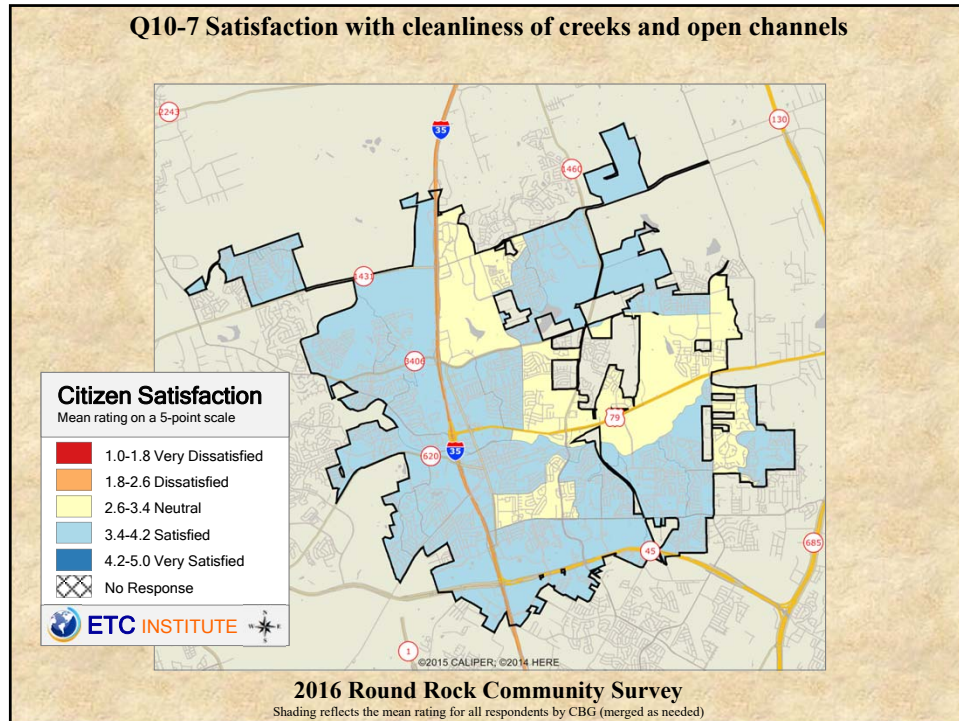 Q10-7 Satisfaction with cleanliness of creeks and open channels
2243
35
130
1460
1431
3406
Citizen Satisfaction
Mean rating on a 5-point scale
1.0-1.8 Very Dissatisfied
1.8-2.6 Dissatisfied
2.6-3.4 Neutral
3.4-4.2 Satisfied
4.2-5.0 Very Satisfied
No Response
ETC INSTITUTE
N
W E
S
79
620
35
45
685
1
©2015 CALIPER; ©2014 HERE
2016 Round Rock Community Survey
Shading reflects the mean rating for all respondents by CBG (merged as needed)